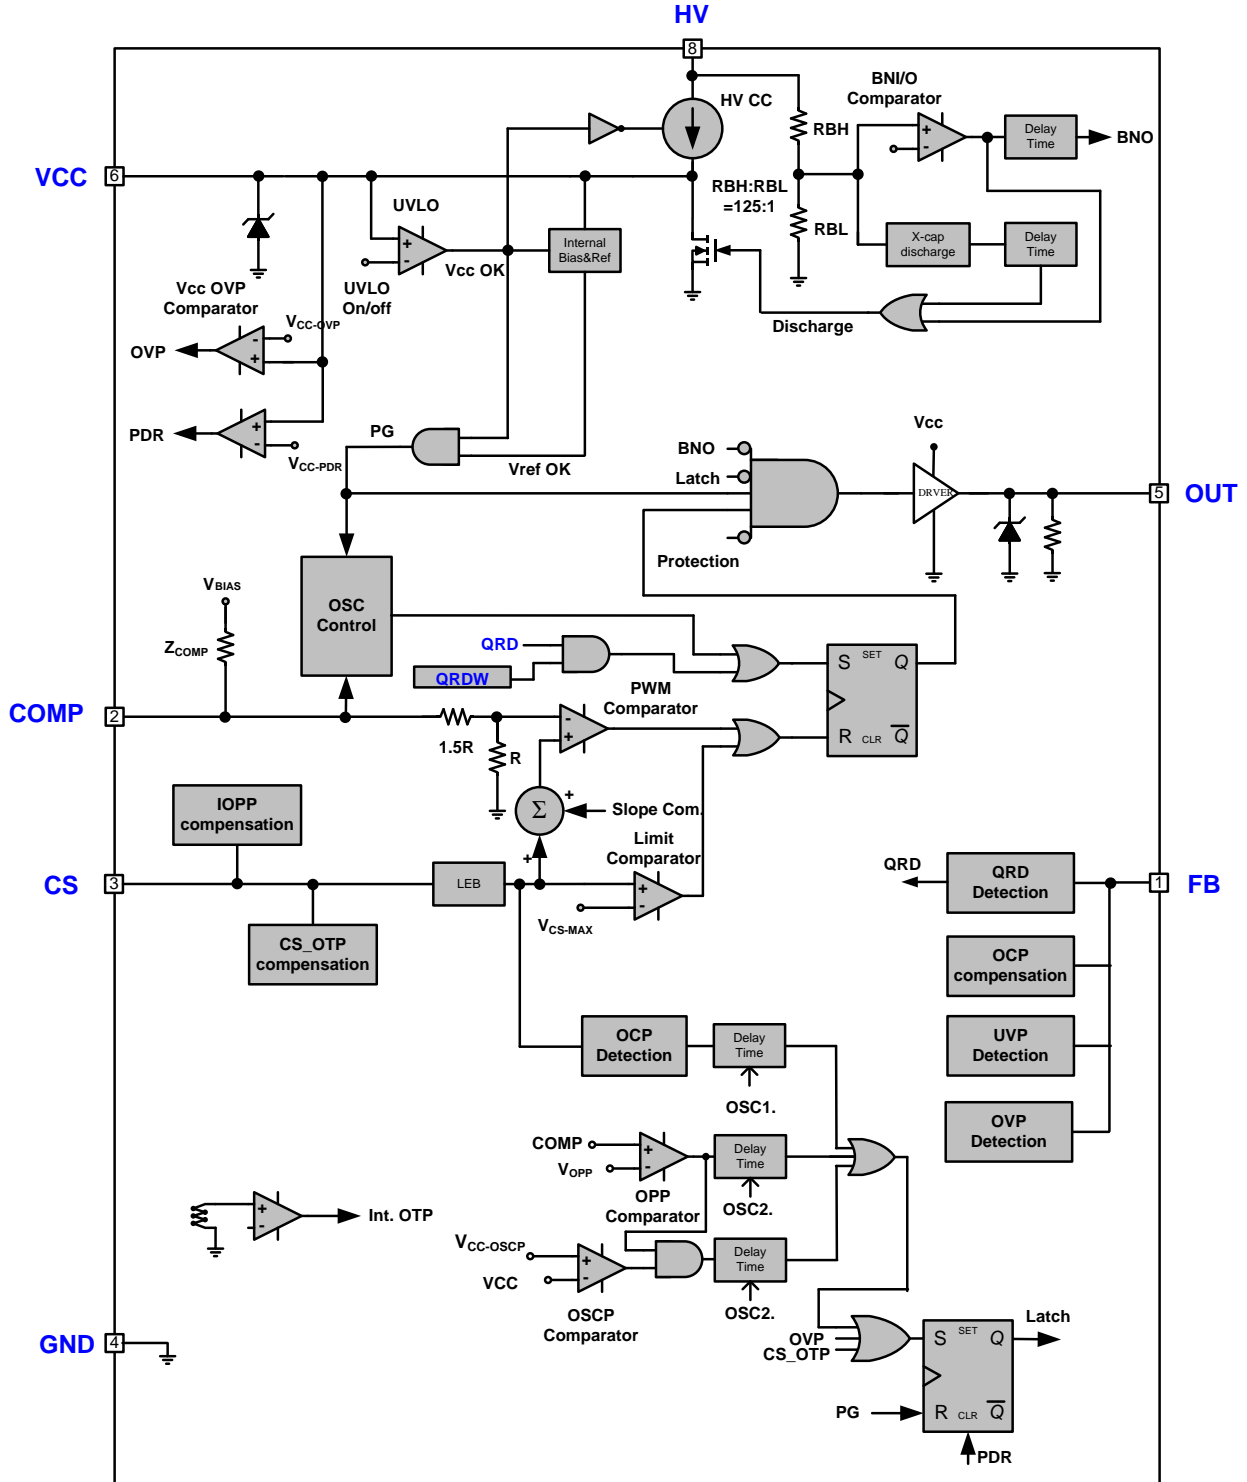 HV
8
HV CC
BNI/O
Comparator
RBH
+
-
Delay
Time
BNO
VCC
6
RBH:RBL
=125:1
RBL
UVLO
+
-
Internal
Bias&Ref
X-cap
discharge
Delay
Time
Vcc OK
UVLO
On/off
Vcc OVP
Comparator
VCC-OVP
-
+
OVP
Discharge
PDR
+
-
VCC-PDR
PG
Vref OK
BNO
Latch
Protection
Vcc
DRVER
5
OUT
VBIAS
ZCOMP
OSC
Control
QRD
QRDW
S SET Q
R CLR Q
COMP
2
PWM
Comparator
-
+
1.5R
R
IOPP
compensation
Σ
+
Slope Com.
+
Limit
Comparator
CS
3
LEB
+
-
VCS-MAX
CS_OTP
compensation
QRD
QRD
Detection
1
FB
OCP
compensation
UVP
Detection
OVP
Detection
OCP
Detection
Delay
Time
OSC1.
COMP
VOPP
+
-
Delay
Time
OPP
Comparator
OSC2.
+
-
Int. OTP
VCC-OSCP
VCC
+
-
Delay
Time
OSC2.
OSCP
Comparator
GND
4
OVP
CS_OTP
S SET Q
R CLR Q
Latch
PG
PDR